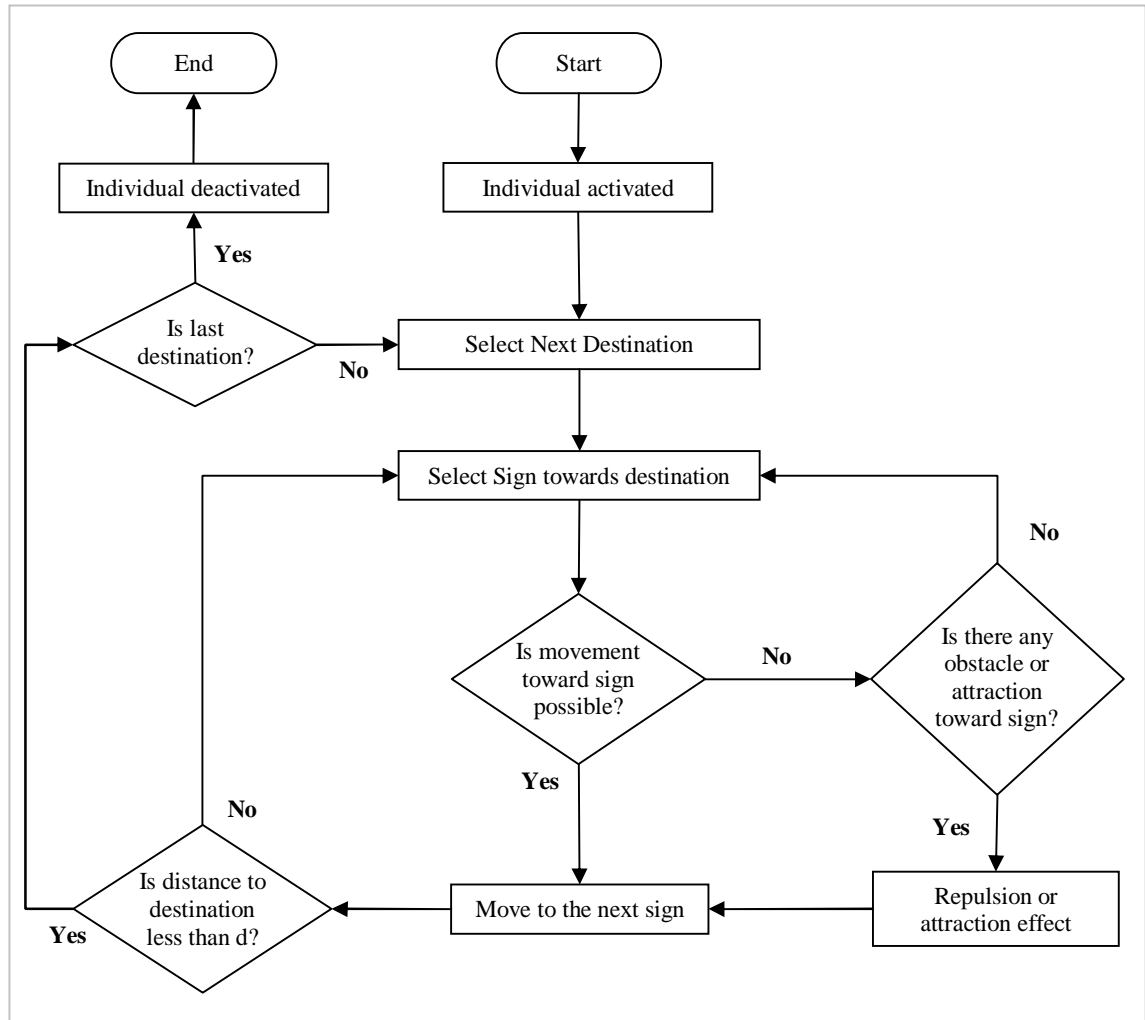 End
Start
Individual deactivated
Individual activated
Yes
Is last
destination?
No
Select Next Destination
Select Sign towards destination
No
Is movement
toward sign
possible?
No
Is there any
obstacle or
attraction
toward sign?
Yes
No
Yes
Is distance to
destination
less than d?
Yes
Move to the next sign
Repulsion or
attraction effect